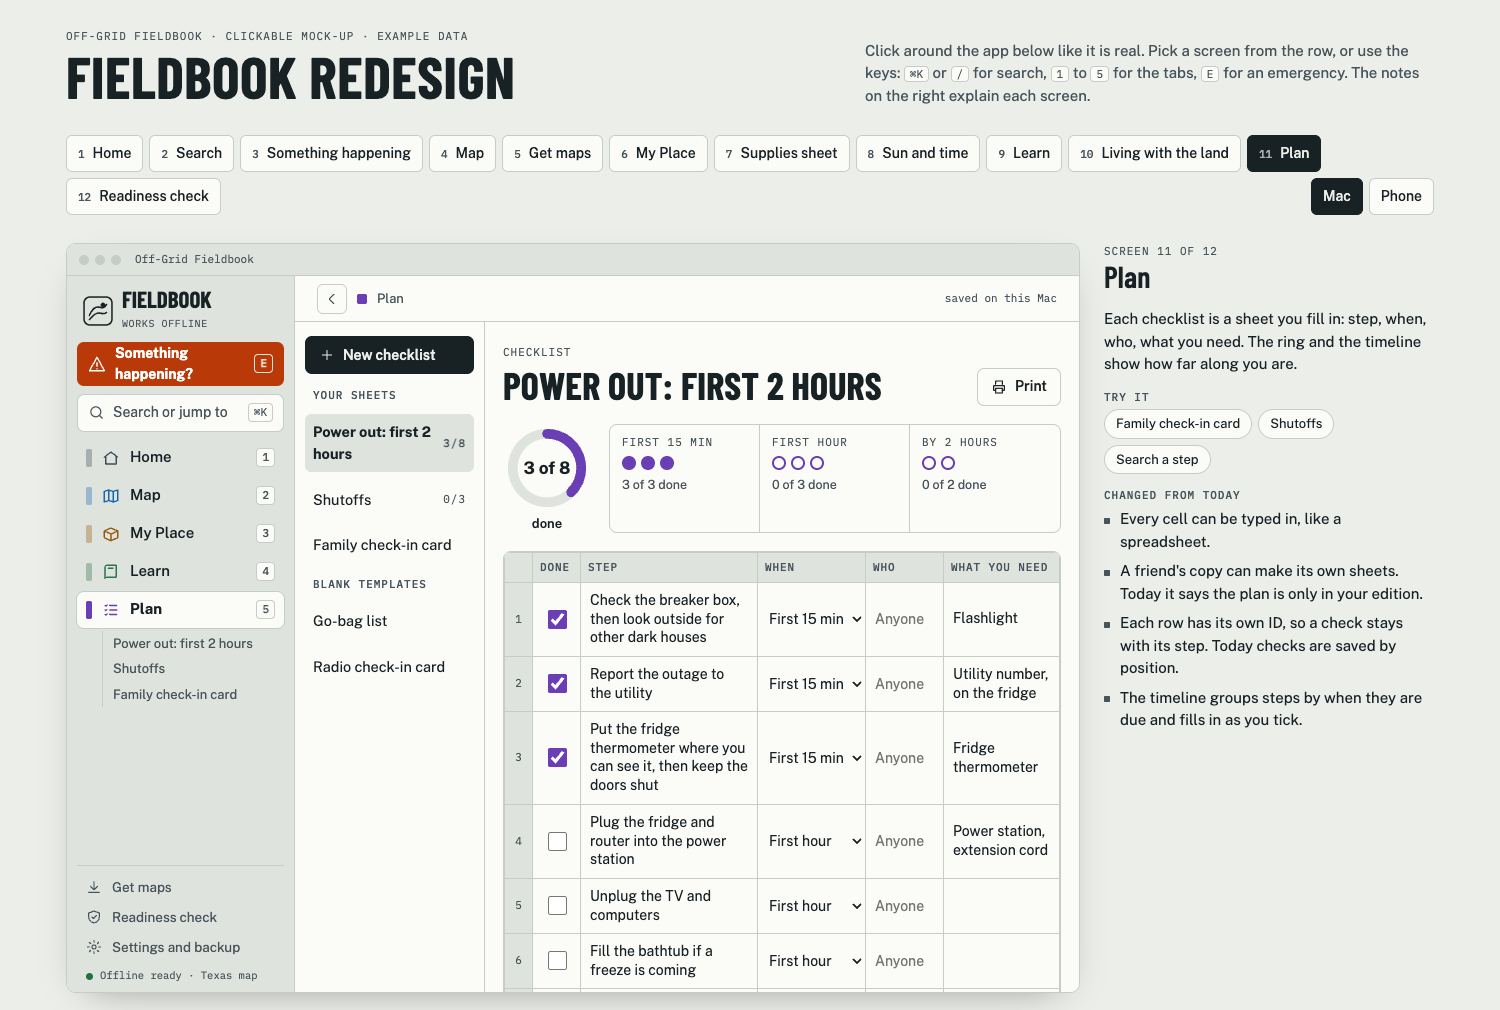 OFF-GRID FIELDBOOK · CLICKABLE MOCK-UP · EXAMPLE DATA
FIELDBOOK REDESIGN
Click around the app below like it is real. Pick a screen from the row, or use the
keys: ⌘K or / for search, 1 to 5 for the tabs, E for an emergency. The notes
on the right explain each screen.
1 Home
2 Search
3 Something happening
4 Map
5 Get maps
6 My Place
7 Supplies sheet
8 Sun and time
9 Learn
10 Living with the land
11 Plan
12 Readiness check
Mac
Phone
Off-Grid Fieldbook
FIELDBOOK
WORKS OFFLINE
Something
happening?
E
Search or jump to ⌘K
Home 1
Map 2
My Place 3
Learn 4
Plan 5
Power out: first 2 hours
Shutoffs
Family check-in card
Get maps
Readiness check
Settings and backup
Offline ready · Texas map
Plan
saved on this Mac
New checklist
YOUR SHEETS
Power out: first 2
hours
3/8
Shutoffs 0/3
Family check-in card
BLANK TEMPLATES
Go-bag list
Radio check-in card
CHECKLIST
POWER OUT: FIRST 2 HOURS
Print
3 of 8
done
FIRST 15 MIN
3 of 3 done
FIRST HOUR
0 of 3 done
BY 2 HOURS
0 of 2 done
DONE STEP WHEN WHO WHAT YOU NEED
1
Check the breaker box,
then look outside for
other dark houses
First 15 min
Anyone
Flashlight
2
Report the outage to
the utility
First 15 min
Anyone
Utility number,
on the fridge
3
Put the fridge
thermometer where you
can see it, then keep the
doors shut
First 15 min
Anyone
Fridge
thermometer
4
Plug the fridge and
router into the power
station
First hour
Anyone
Power station,
extension cord
5
Unplug the TV and
computers
First hour
Anyone
6
Fill the bathtub if a
freeze is coming
First hour
Anyone
SCREEN 11 OF 12
Plan
Each checklist is a sheet you fill in: step, when,
who, what you need. The ring and the timeline
show how far along you are.
TRY IT
Family check-in card
Shutoffs
Search a step
CHANGED FROM TODAY
Every cell can be typed in, like a
spreadsheet.
A friend's copy can make its own sheets.
Today it says the plan is only in your edition.
Each row has its own ID, so a check stays
with its step. Today checks are saved by
position.
The timeline groups steps by when they are
due and fills in as you tick.